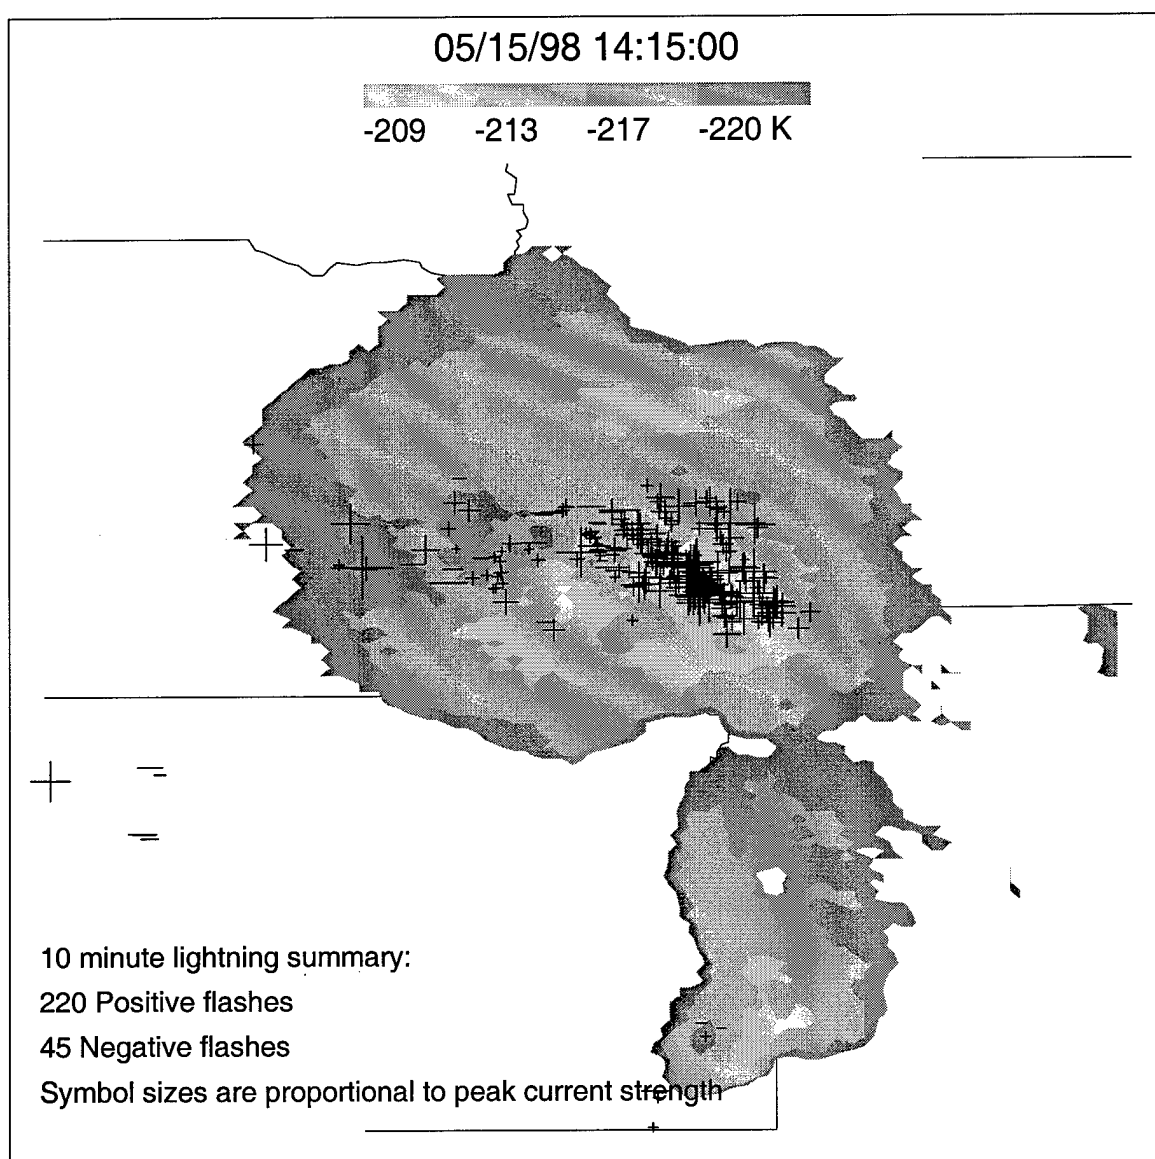 05/15/98 14:15:00
-209 -213 -217 -220 K
10 minute lightning summary:
220 Positive flashes
45 Negative flashes
Symbol sizes are proportional to peak current strength